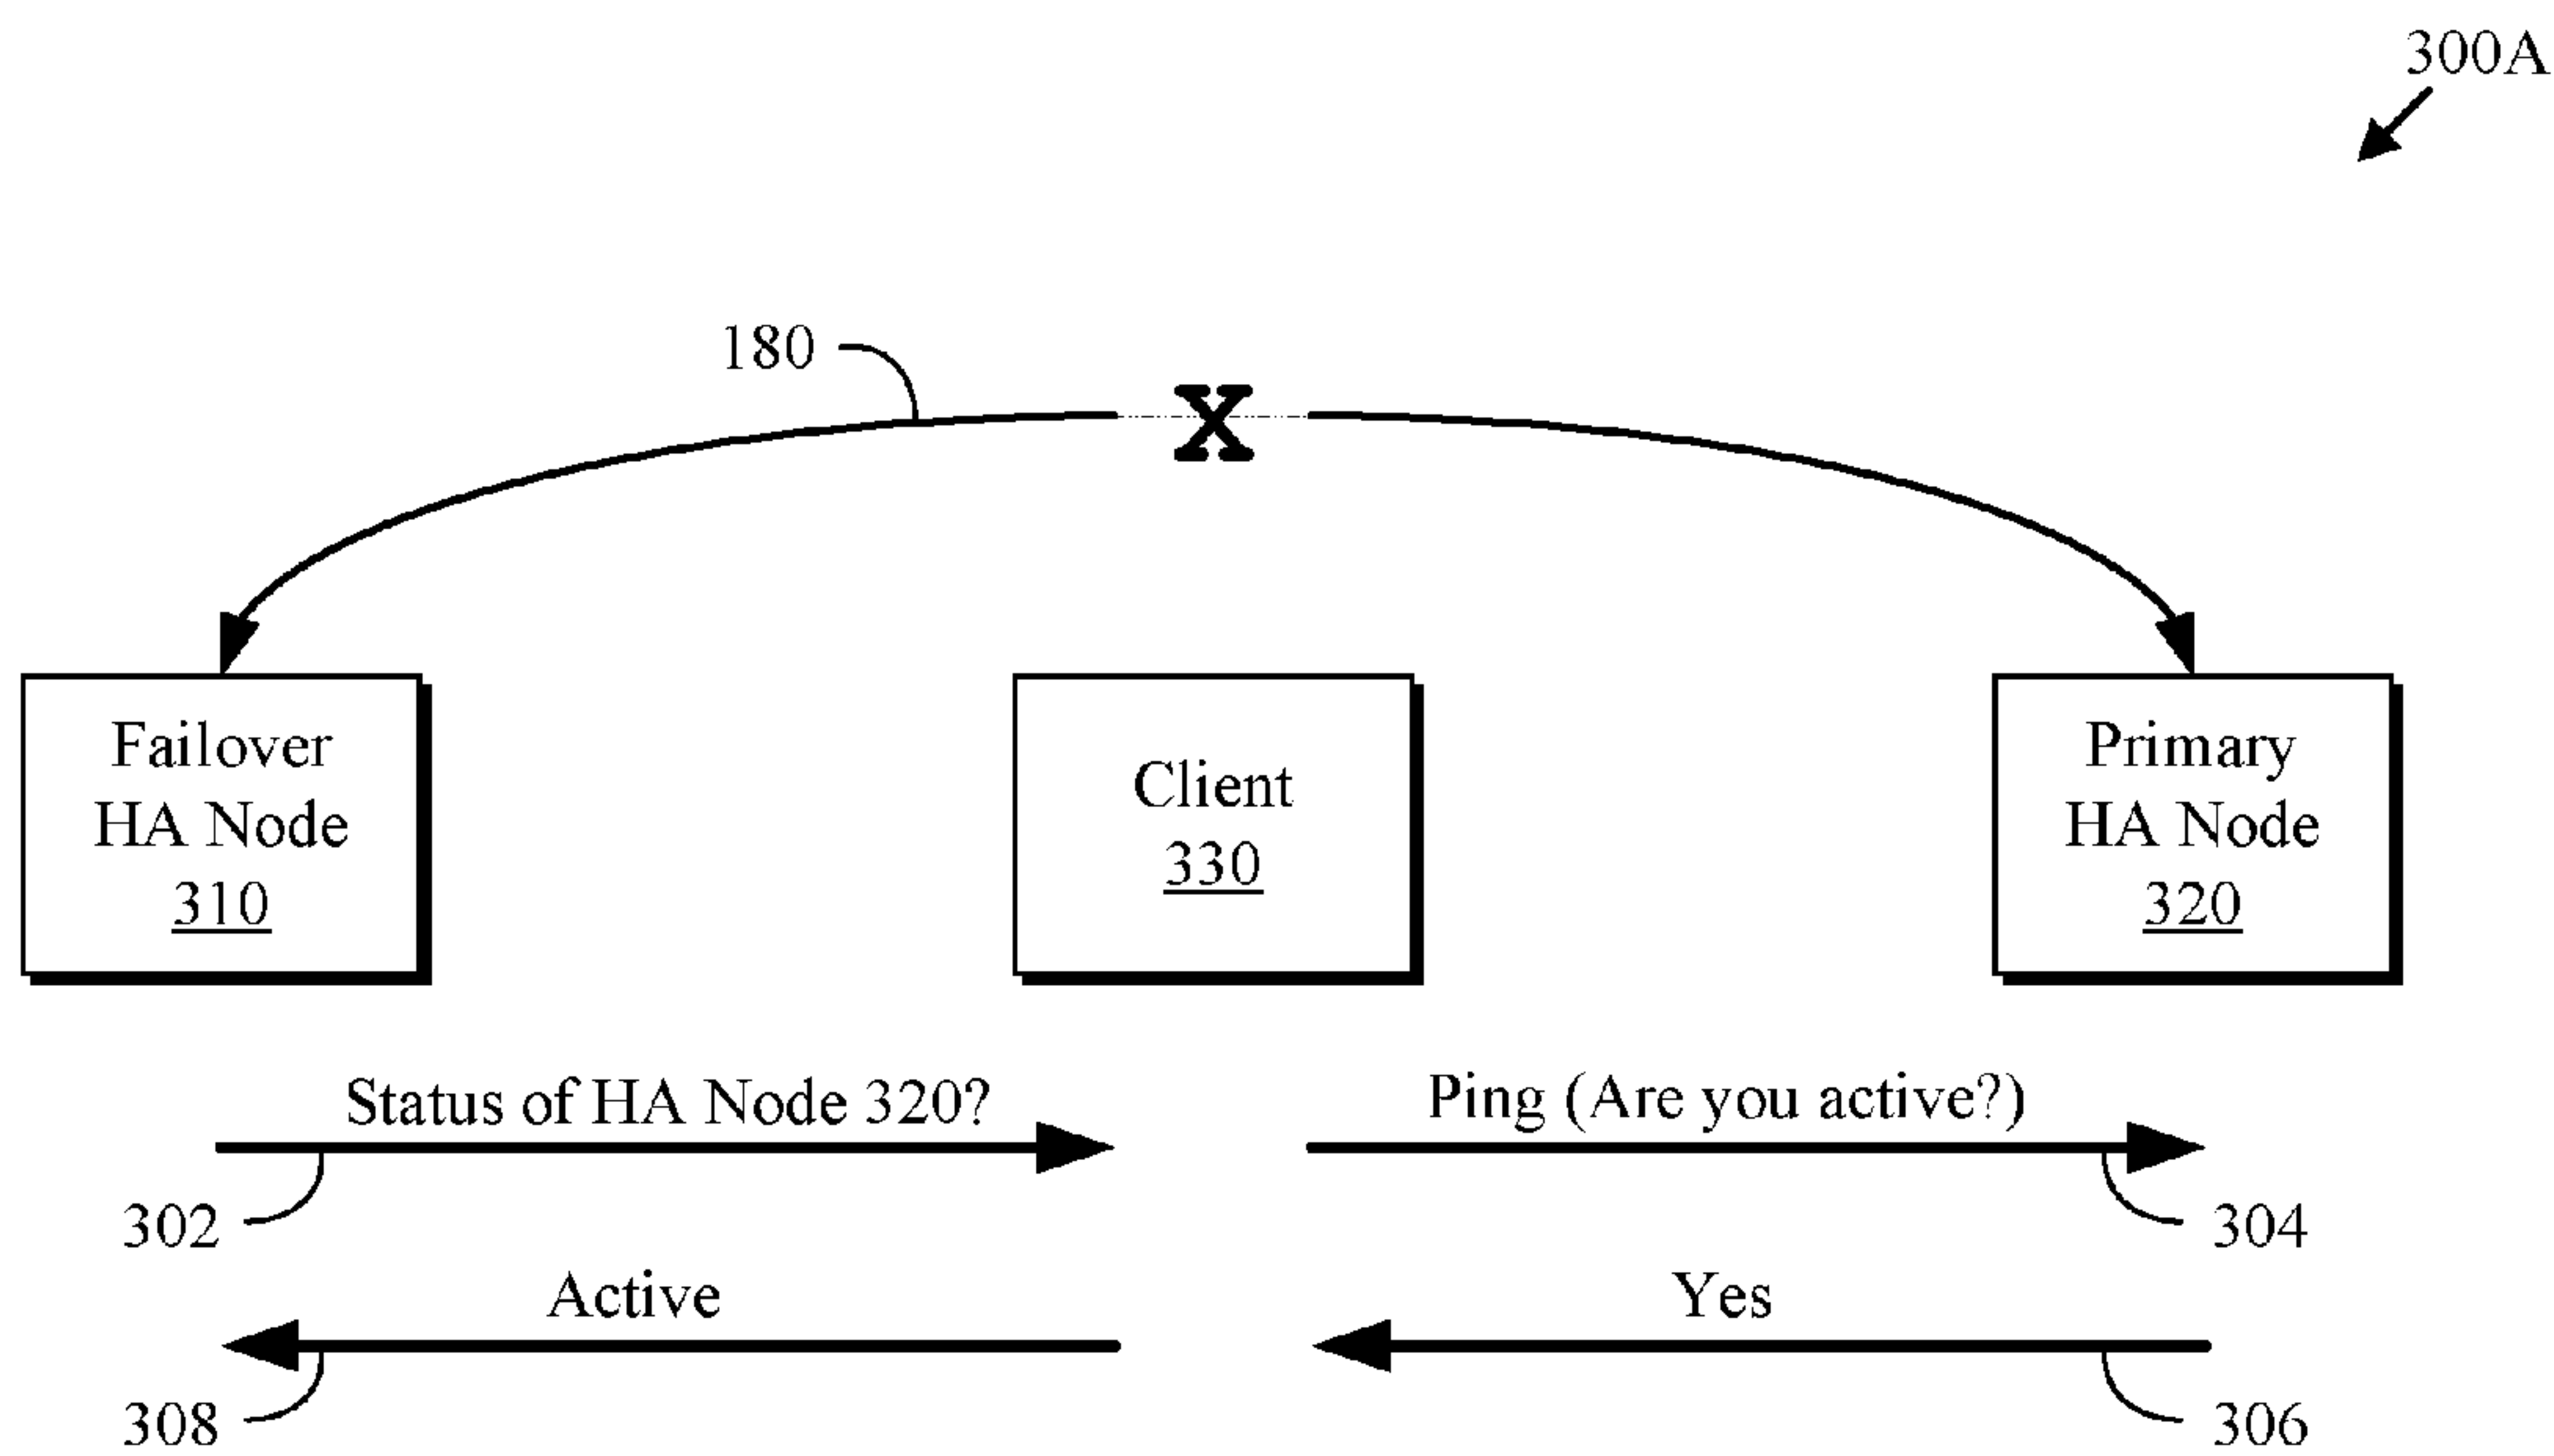 300A
180
X
Failover
HA Node
310
Client
330
Primary
HA Node
320
Status of HA Node 320?
Ping (Are you active?)
302
304
Active
Yes
308
306